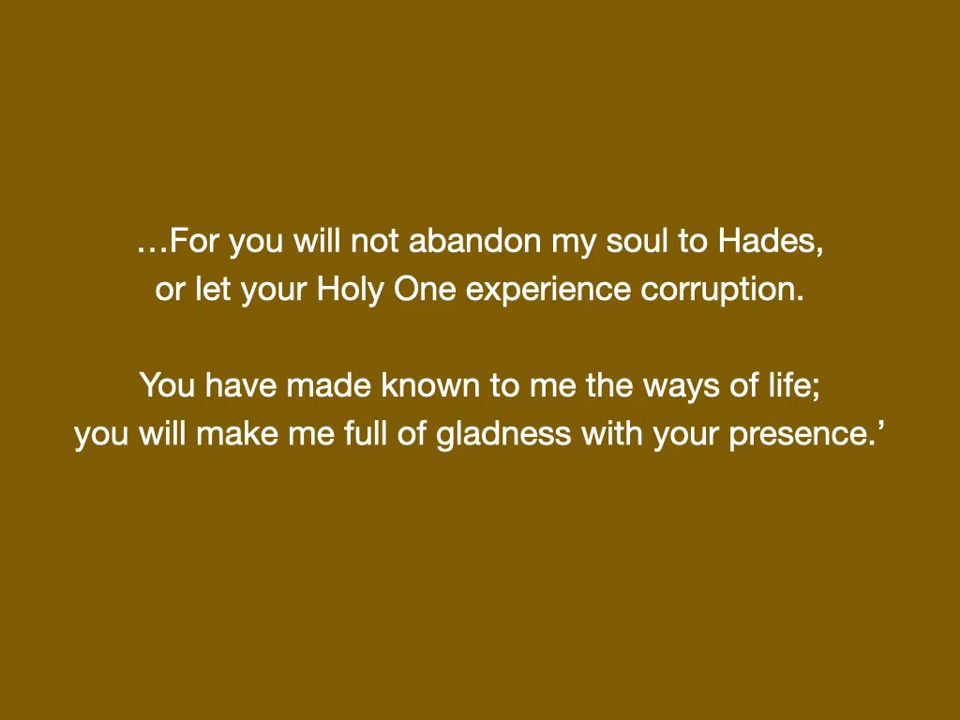 …For you will not abandon my soul to Hades,
or let your Holy One experience corruption.
You have made known to me the ways of life;
you will make me full of gladness with your presence.’